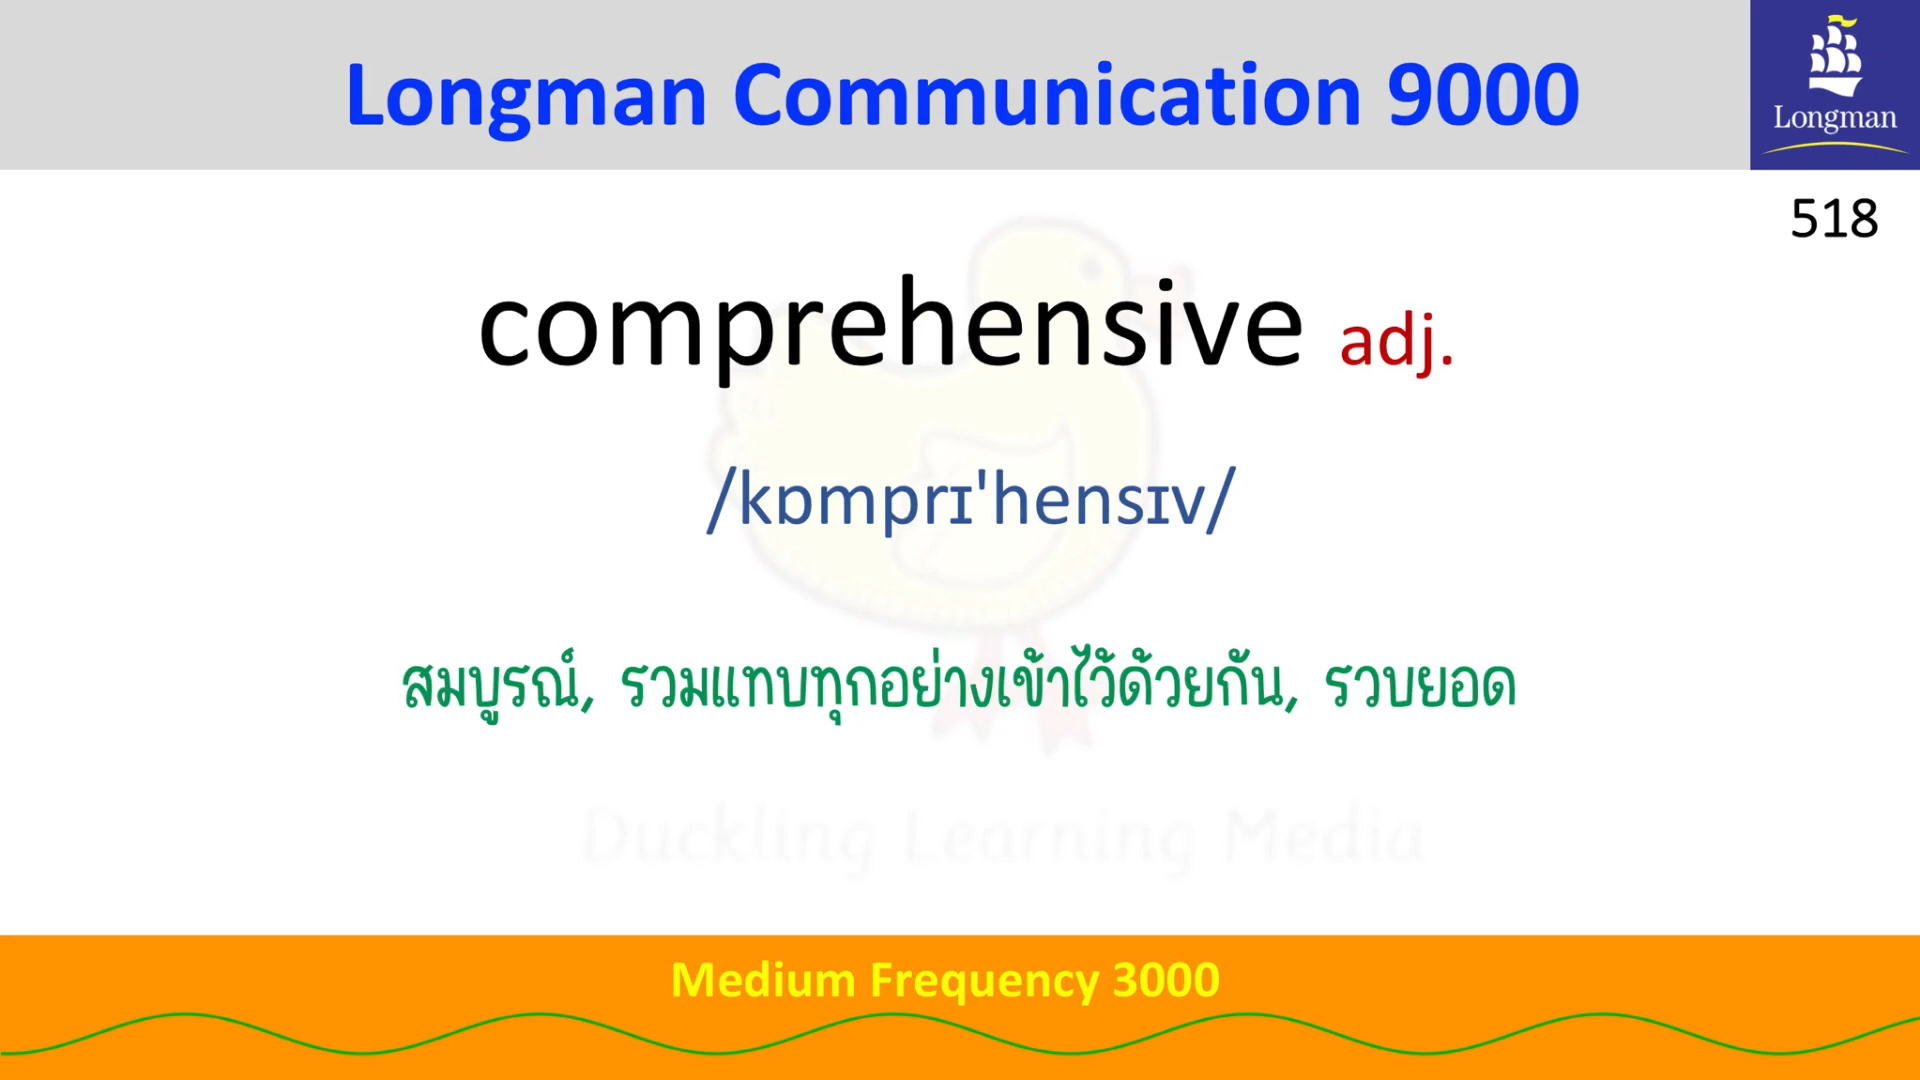 Longman Communication 9000
Longman
518
comprehensive adj.
/kɒmprɪ'hensɪv/
สมบูรณ์, รวมแทบทุกอย่างเข้าไว้ด้วยกัน, รวบยอด
Duckling Learning Media
Medium Frequency 3000